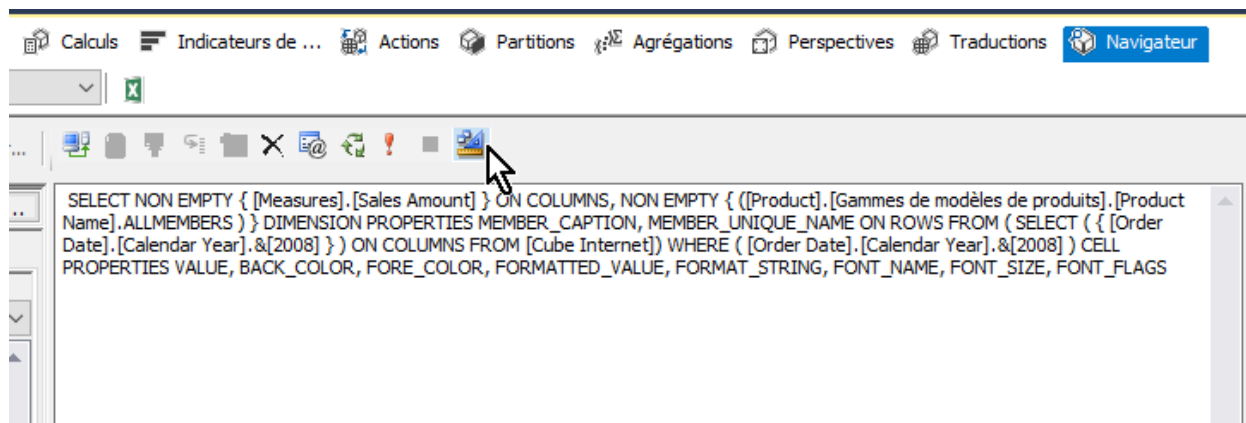 Calculs Indicateurs de ... Actions Partitions Agrégations Perspectives Traductions Navigateur
...
SELECT NON EMPTY { [Measures].[Sales Amount] } ON COLUMNS, NON EMPTY { ([Product].[Gammes de modèles de produits].[Product
Name].ALLMEMBERS ) } DIMENSION PROPERTIES MEMBER_CAPTION, MEMBER_UNIQUE_NAME ON ROWS FROM ( SELECT ( { [Order
Date].[Calendar Year].&[2008] } ) ON COLUMNS FROM [Cube Internet]) WHERE ( [Order Date].[Calendar Year].&[2008] ) CELL
PROPERTIES VALUE, BACK_COLOR, FORE_COLOR, FORMATTED_VALUE, FORMAT_STRING, FONT_NAME, FONT_SIZE, FONT_FLAGS